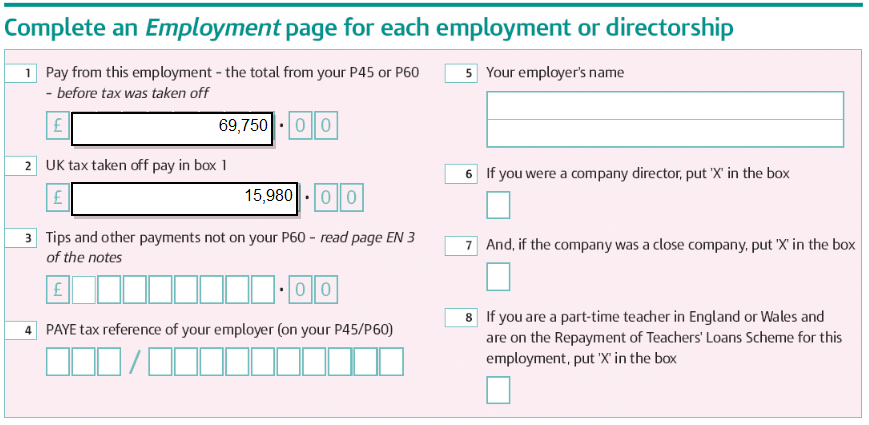 Complete an Employment page for each employment or directorship
1 Pay from this employment – the total from your P45 or P60
– before tax was taken off
£ 69,750 · 0 0
2 UK tax taken off pay in box 1
£ 15,980 · 0 0
3 Tips and other payments not on your P60 – read page EN 3
of the notes
£ · 0 0
4 PAYE tax reference of your employer (on your P45/P60)
/
5 Your employer's name
6 If you were a company director, put 'X' in the box
7 And, if the company was a close company, put 'X' in the box
8 If you are a part-time teacher in England or Wales and
are on the Repayment of Teachers' Loans Scheme for this
employment, put 'X' in the box